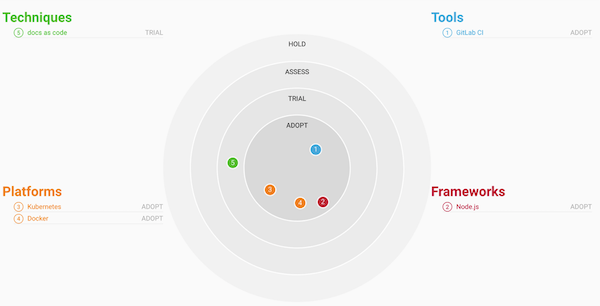 Techniques
5 docs as code TRIAL
Tools
1 GitLab CI ADOPT
HOLD
ASSESS
TRIAL
ADOPT
1
5
3
4
2
Platforms
3 Kubernetes ADOPT
4 Docker ADOPT
Frameworks
2 Node.js ADOPT